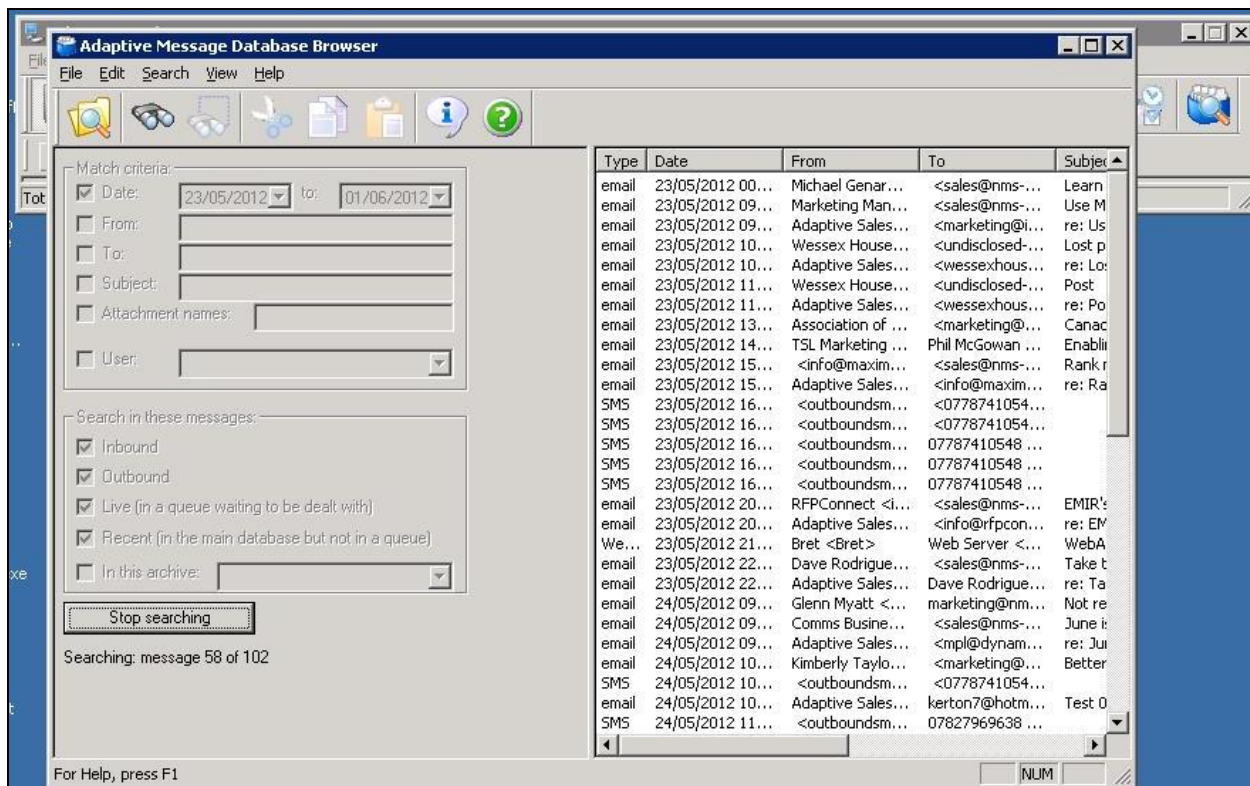 Adaptive Message Database Browser
File Edit Search View Help
Match criteria:
Date: 23/05/2012 to: 01/06/2012
From:
To:
Subject:
Attachment names:
User:
Search in these messages:
Inbound
Outbound
Live (in a queue waiting to be dealt with)
Recent (in the main database but not in a queue)
In this archive:
Stop searching
Searching: message 58 of 102
Type Date From To Subjec
email 23/05/2012 00... Michael Genar... <sales@nms-... Learn
email 23/05/2012 09... Marketing Man... <sales@nms-... Use M
email 23/05/2012 09... Adaptive Sales... <marketing@i... re: Us
email 23/05/2012 10... Wessex House... <undisclosed-... Lost p
email 23/05/2012 10... Adaptive Sales... <wessexhous... re: Los
email 23/05/2012 11... Wessex House... <undisclosed-... Post
email 23/05/2012 11... Adaptive Sales... <wessexhous... re: Po
email 23/05/2012 13... Association of ... <marketing@... Canad
email 23/05/2012 14... TSL Marketing ... Phil McGowan ... Enablin
email 23/05/2012 15... <info@maxim... <sales@nms-... Rank r
email 23/05/2012 15... Adaptive Sales... <info@maxim... re: Ra
SMS 23/05/2012 16... <outboundsm... <0778741054...
SMS 23/05/2012 16... <outboundsm... <0778741054...
SMS 23/05/2012 16... <outboundsm... 07787410548 ...
SMS 23/05/2012 16... <outboundsm... 07787410548 ...
SMS 23/05/2012 16... <outboundsm... 07787410548 ...
email 23/05/2012 20... RFPConnect <i... <sales@nms-... EMIR's
email 23/05/2012 20... Adaptive Sales... <info@rfpcon... re: EM
We... 23/05/2012 21... Bret <Bret> Web Server <... WebA
email 23/05/2012 22... Dave Rodrigue... <sales@nms-... Take t
email 23/05/2012 22... Adaptive Sales... Dave Rodrigue... re: Ta
email 24/05/2012 09... Glenn Myatt <... marketing@nm... Not re
email 24/05/2012 09... Comms Busine... <sales@nms-... June is
email 24/05/2012 09... Adaptive Sales... <mpl@dynam... re: Jun
email 24/05/2012 10... Kimberly Taylo... <marketing@... Better
SMS 24/05/2012 10... <outboundsm... <0778741054...
email 24/05/2012 10... Adaptive Sales... kerton7@hotm... Test 0
SMS 24/05/2012 11... <outboundsm... 07827969638 ...
For Help, press F1
NUM
Tot
xe